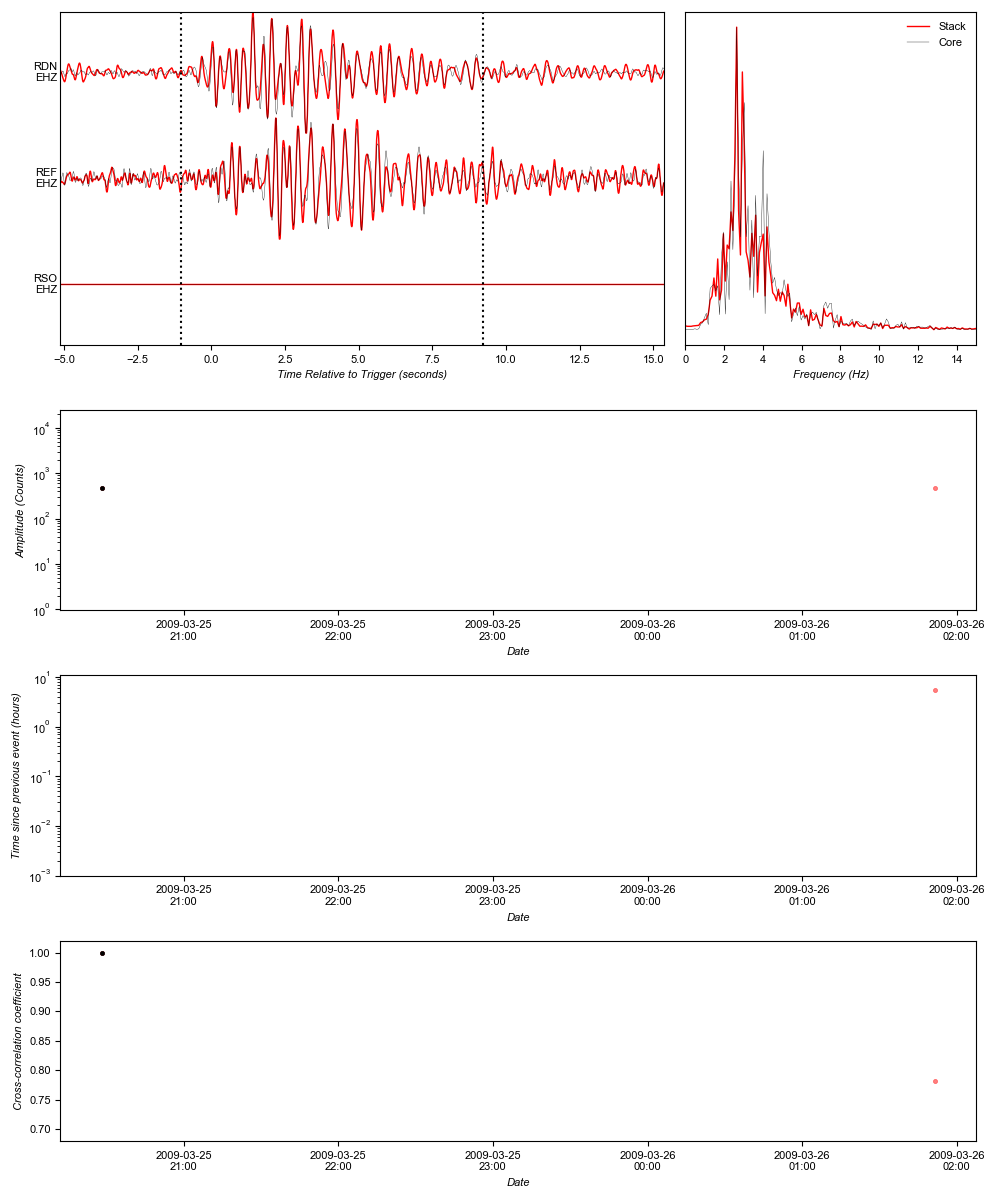 RDN
EHZ
REF
EHZ
RSO
EHZ
−5.0 −2.5 0.0 2.5 5.0 7.5 10.0 12.5 15.0
Time Relative to Trigger (seconds)
Stack
Core
0 2 4 6 8 10 12 14
Frequency (Hz)
10⁴
10³
10²
10¹
10⁰
Amplitude (Counts)
2009-03-25 2009-03-25 2009-03-25 2009-03-26 2009-03-26 2009-03-26
21:00 22:00 23:00 00:00 01:00 02:00
Date
10¹
10⁰
10⁻¹
10⁻²
10⁻³
Time since previous event (hours)
2009-03-25 2009-03-25 2009-03-25 2009-03-26 2009-03-26 2009-03-26
21:00 22:00 23:00 00:00 01:00 02:00
Date
1.00
0.95
0.90
0.85
0.80
0.75
0.70
Cross-correlation coefficient
2009-03-25 2009-03-25 2009-03-25 2009-03-26 2009-03-26 2009-03-26
21:00 22:00 23:00 00:00 01:00 02:00
Date